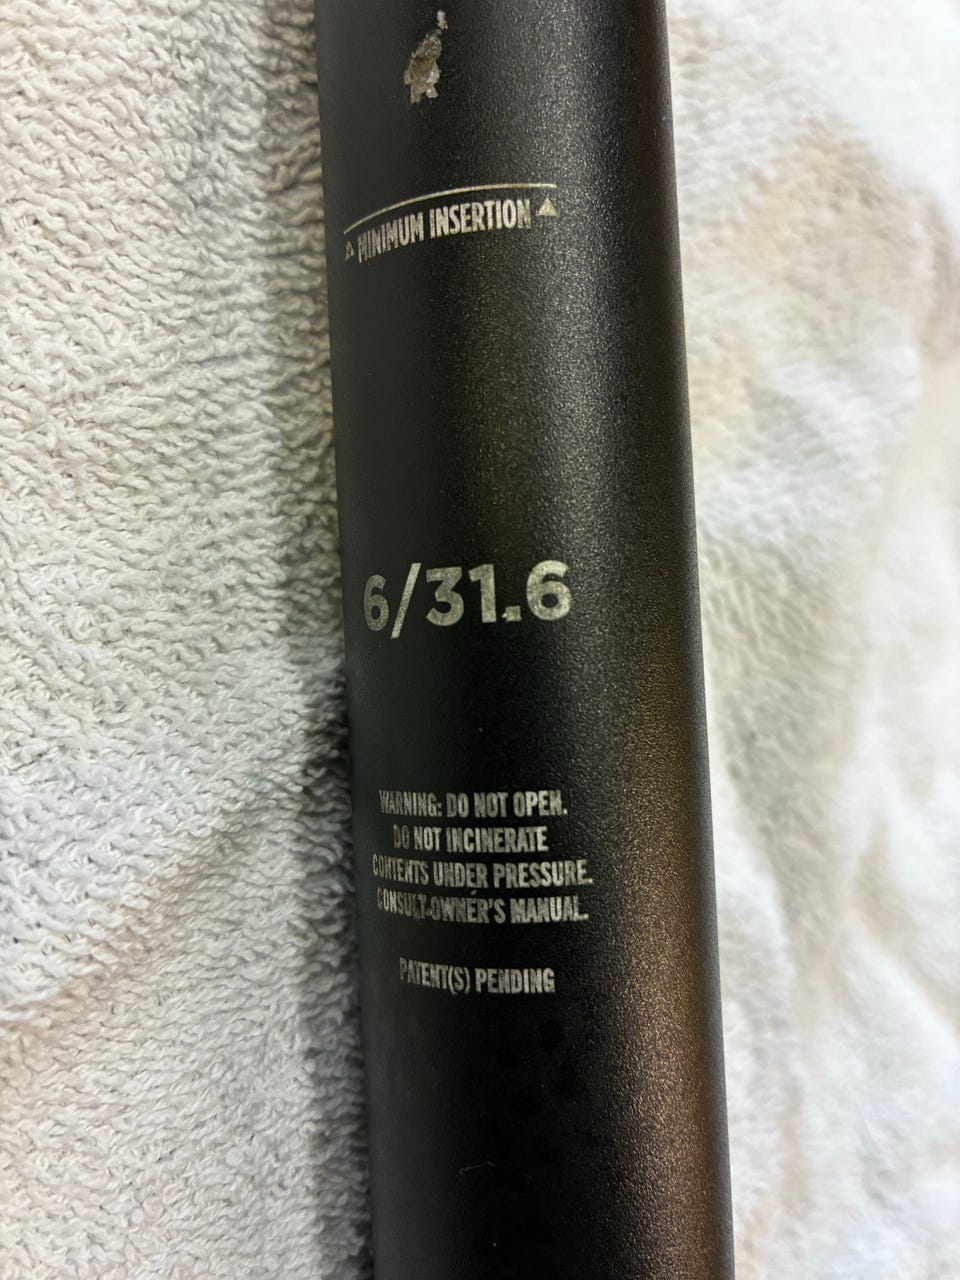 MINIMUM INSERTION
6/31.6
WARNING: DO NOT OPEN.
DO NOT INCINERATE
CONTENTS UNDER PRESSURE.
CONSULT OWNER'S MANUAL.
PATENT(S) PENDING